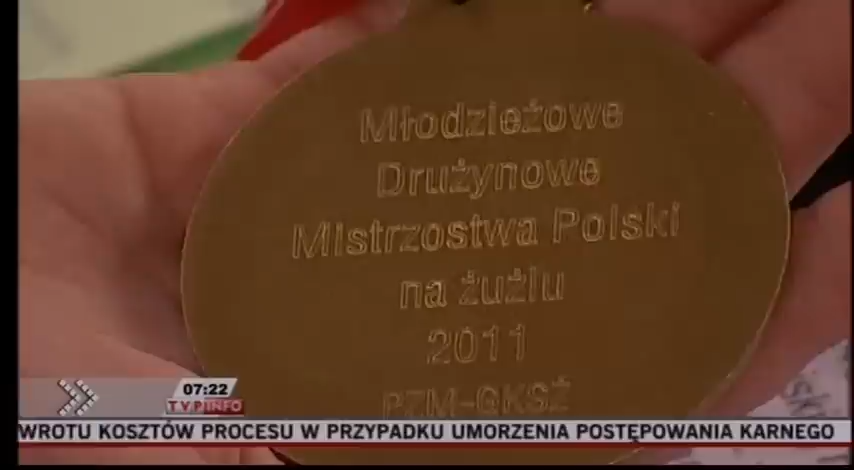 Młodzieżowe
Drużynowe
Mistrzostwa Polski
na żużlu
2011
PZM-GKSŻ
07:22
TVP INFO
WROTU KOSZTÓW PROCESU W PRZYPADKU UMORZENIA POSTĘPOWANIA KARNEGO